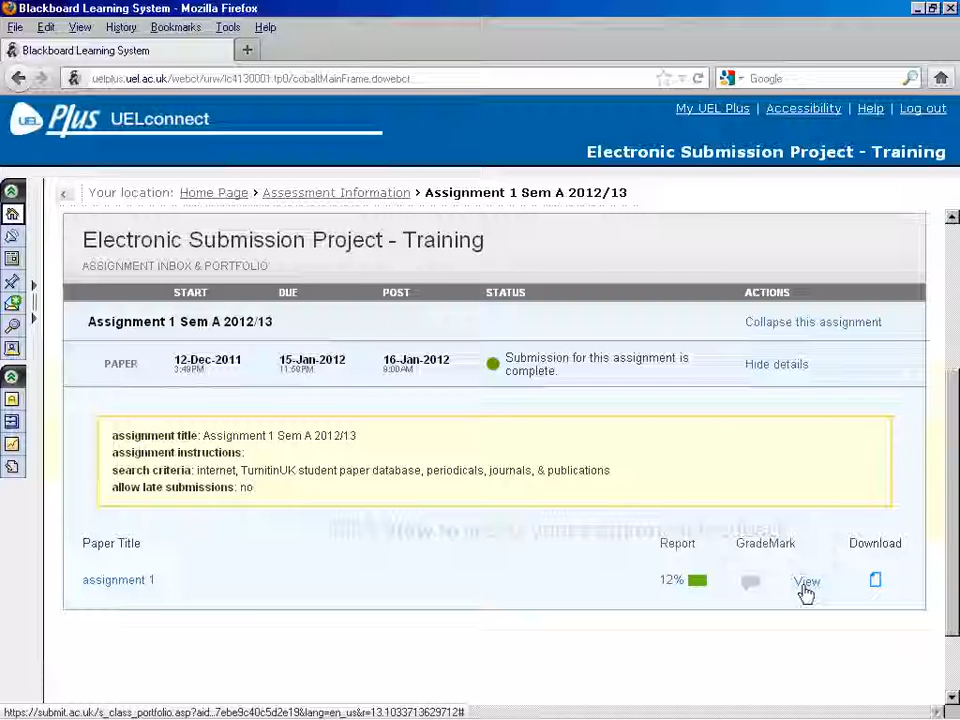 Blackboard Learning System - Mozilla Firefox
File Edit View History Bookmarks Tools Help
Blackboard Learning System
uelplus.uel.ac.uk/webct/urw/lc4130001.tp0/cobaltMainFrame.dowebct
Google
UEL Plus UELconnect
My UEL Plus | Accessibility | Help | Log out
Electronic Submission Project - Training
Your location: Home Page › Assessment Information › Assignment 1 Sem A 2012/13
Electronic Submission Project - Training
ASSIGNMENT INBOX & PORTFOLIO
START DUE POST STATUS ACTIONS
Assignment 1 Sem A 2012/13 Collapse this assignment
PAPER 12-Dec-2011 15-Jan-2012 16-Jan-2012 Submission for this assignment is complete. Hide details
3:49PM 11:59PM 9:00AM
assignment title: Assignment 1 Sem A 2012/13
assignment instructions:
search criteria: internet, TurnitinUK student paper database, periodicals, journals, & publications
allow late submissions: no
Paper Title Report GradeMark Download
assignment 1 12% View
https://submit.ac.uk/s_class_portfolio.asp?aid...7ebe9c40c5d2e19&lang=en_us&r=13.1033713629712#